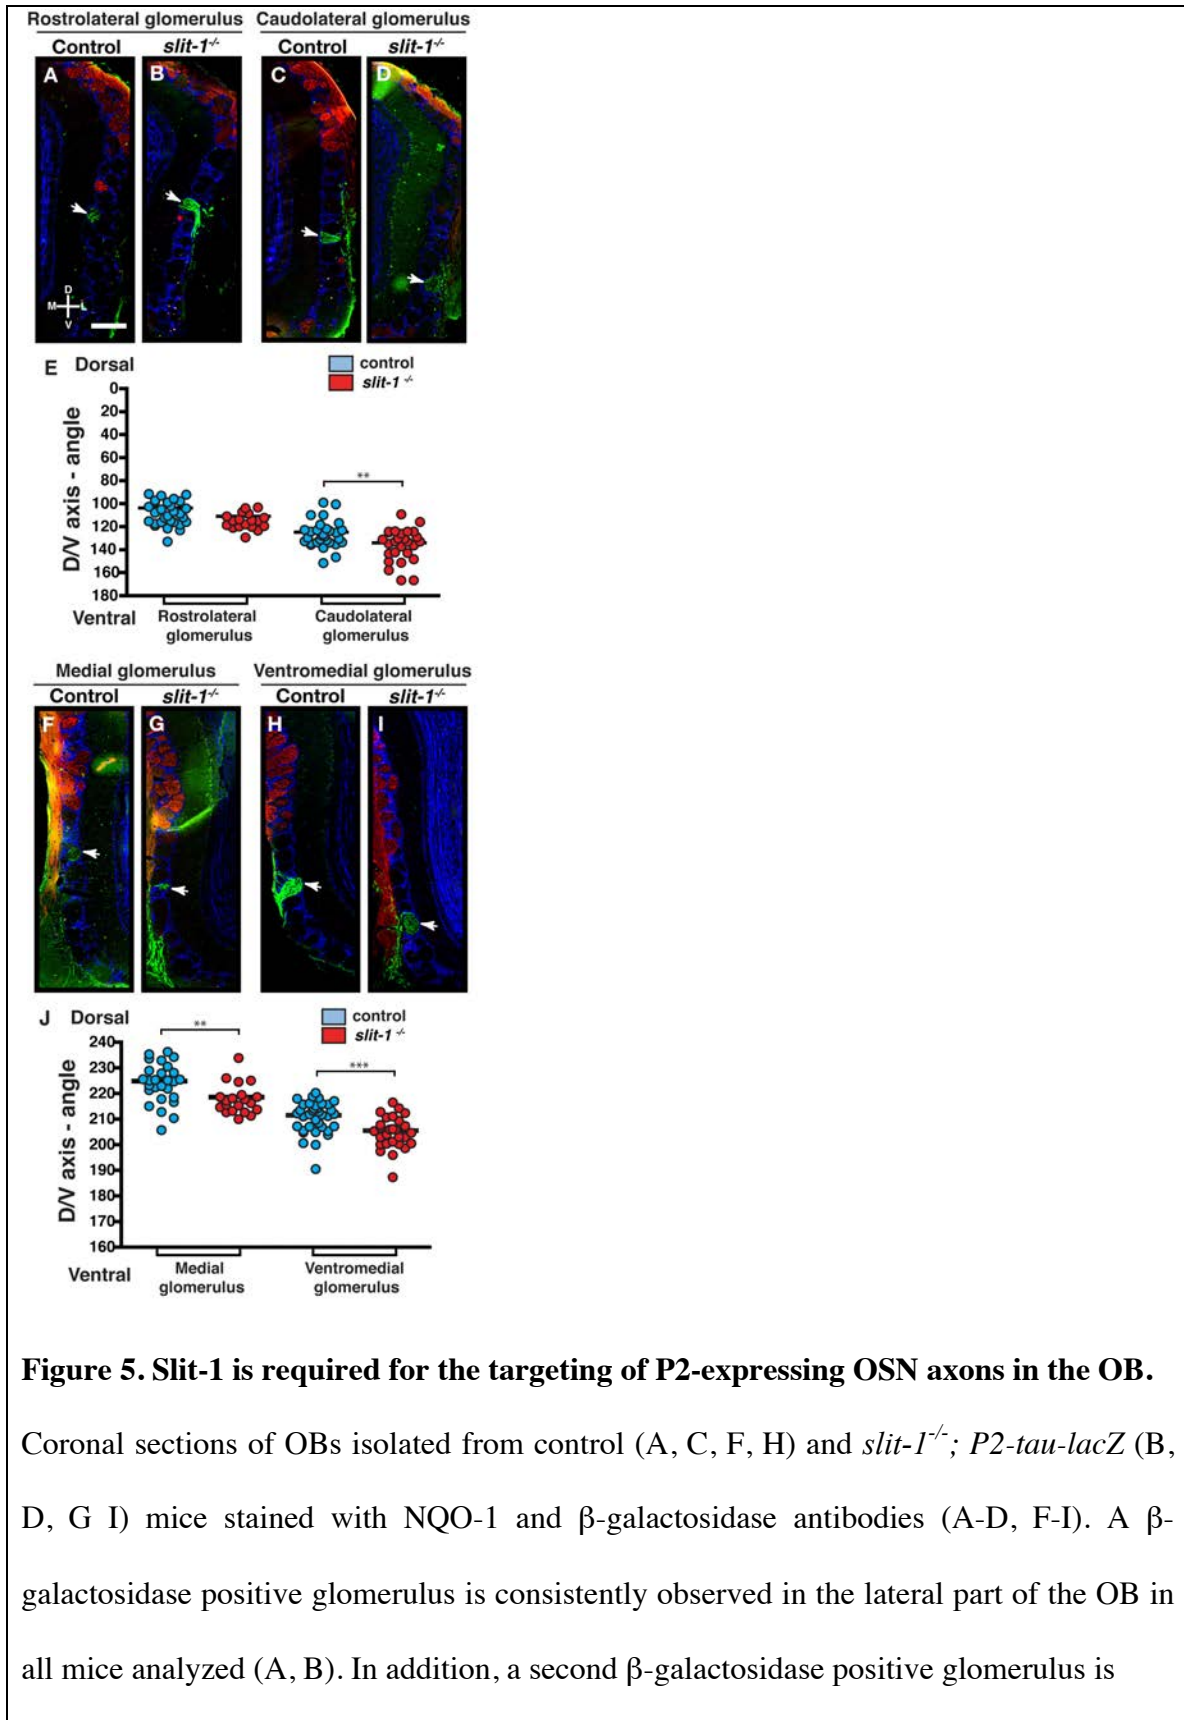 Rostrolateral glomerulus Caudolateral glomerulus
Control slit-1-/- Control slit-1-/-
A B C D
D
M L
V
E Dorsal
control
slit-1 -/-
D/V axis - angle
0
20
40
60
80
100
120
140
160
180
**
Ventral
Rostrolateral glomerulus
Caudolateral glomerulus
Medial glomerulus Ventromedial glomerulus
Control slit-1-/- Control slit-1-/-
F G H I
J Dorsal
control
slit-1 -/-
D/V axis - angle
240
230
220
210
200
190
180
170
160
**
***
Ventral
Medial glomerulus
Ventromedial glomerulus
Figure 5. Slit-1 is required for the targeting of P2-expressing OSN axons in the OB.
Coronal sections of OBs isolated from control (A, C, F, H) and slit-1-/-; P2-tau-lacZ (B,
D, G I) mice stained with NQO-1 and β-galactosidase antibodies (A-D, F-I). A β-
galactosidase positive glomerulus is consistently observed in the lateral part of the OB in
all mice analyzed (A, B). In addition, a second β-galactosidase positive glomerulus is